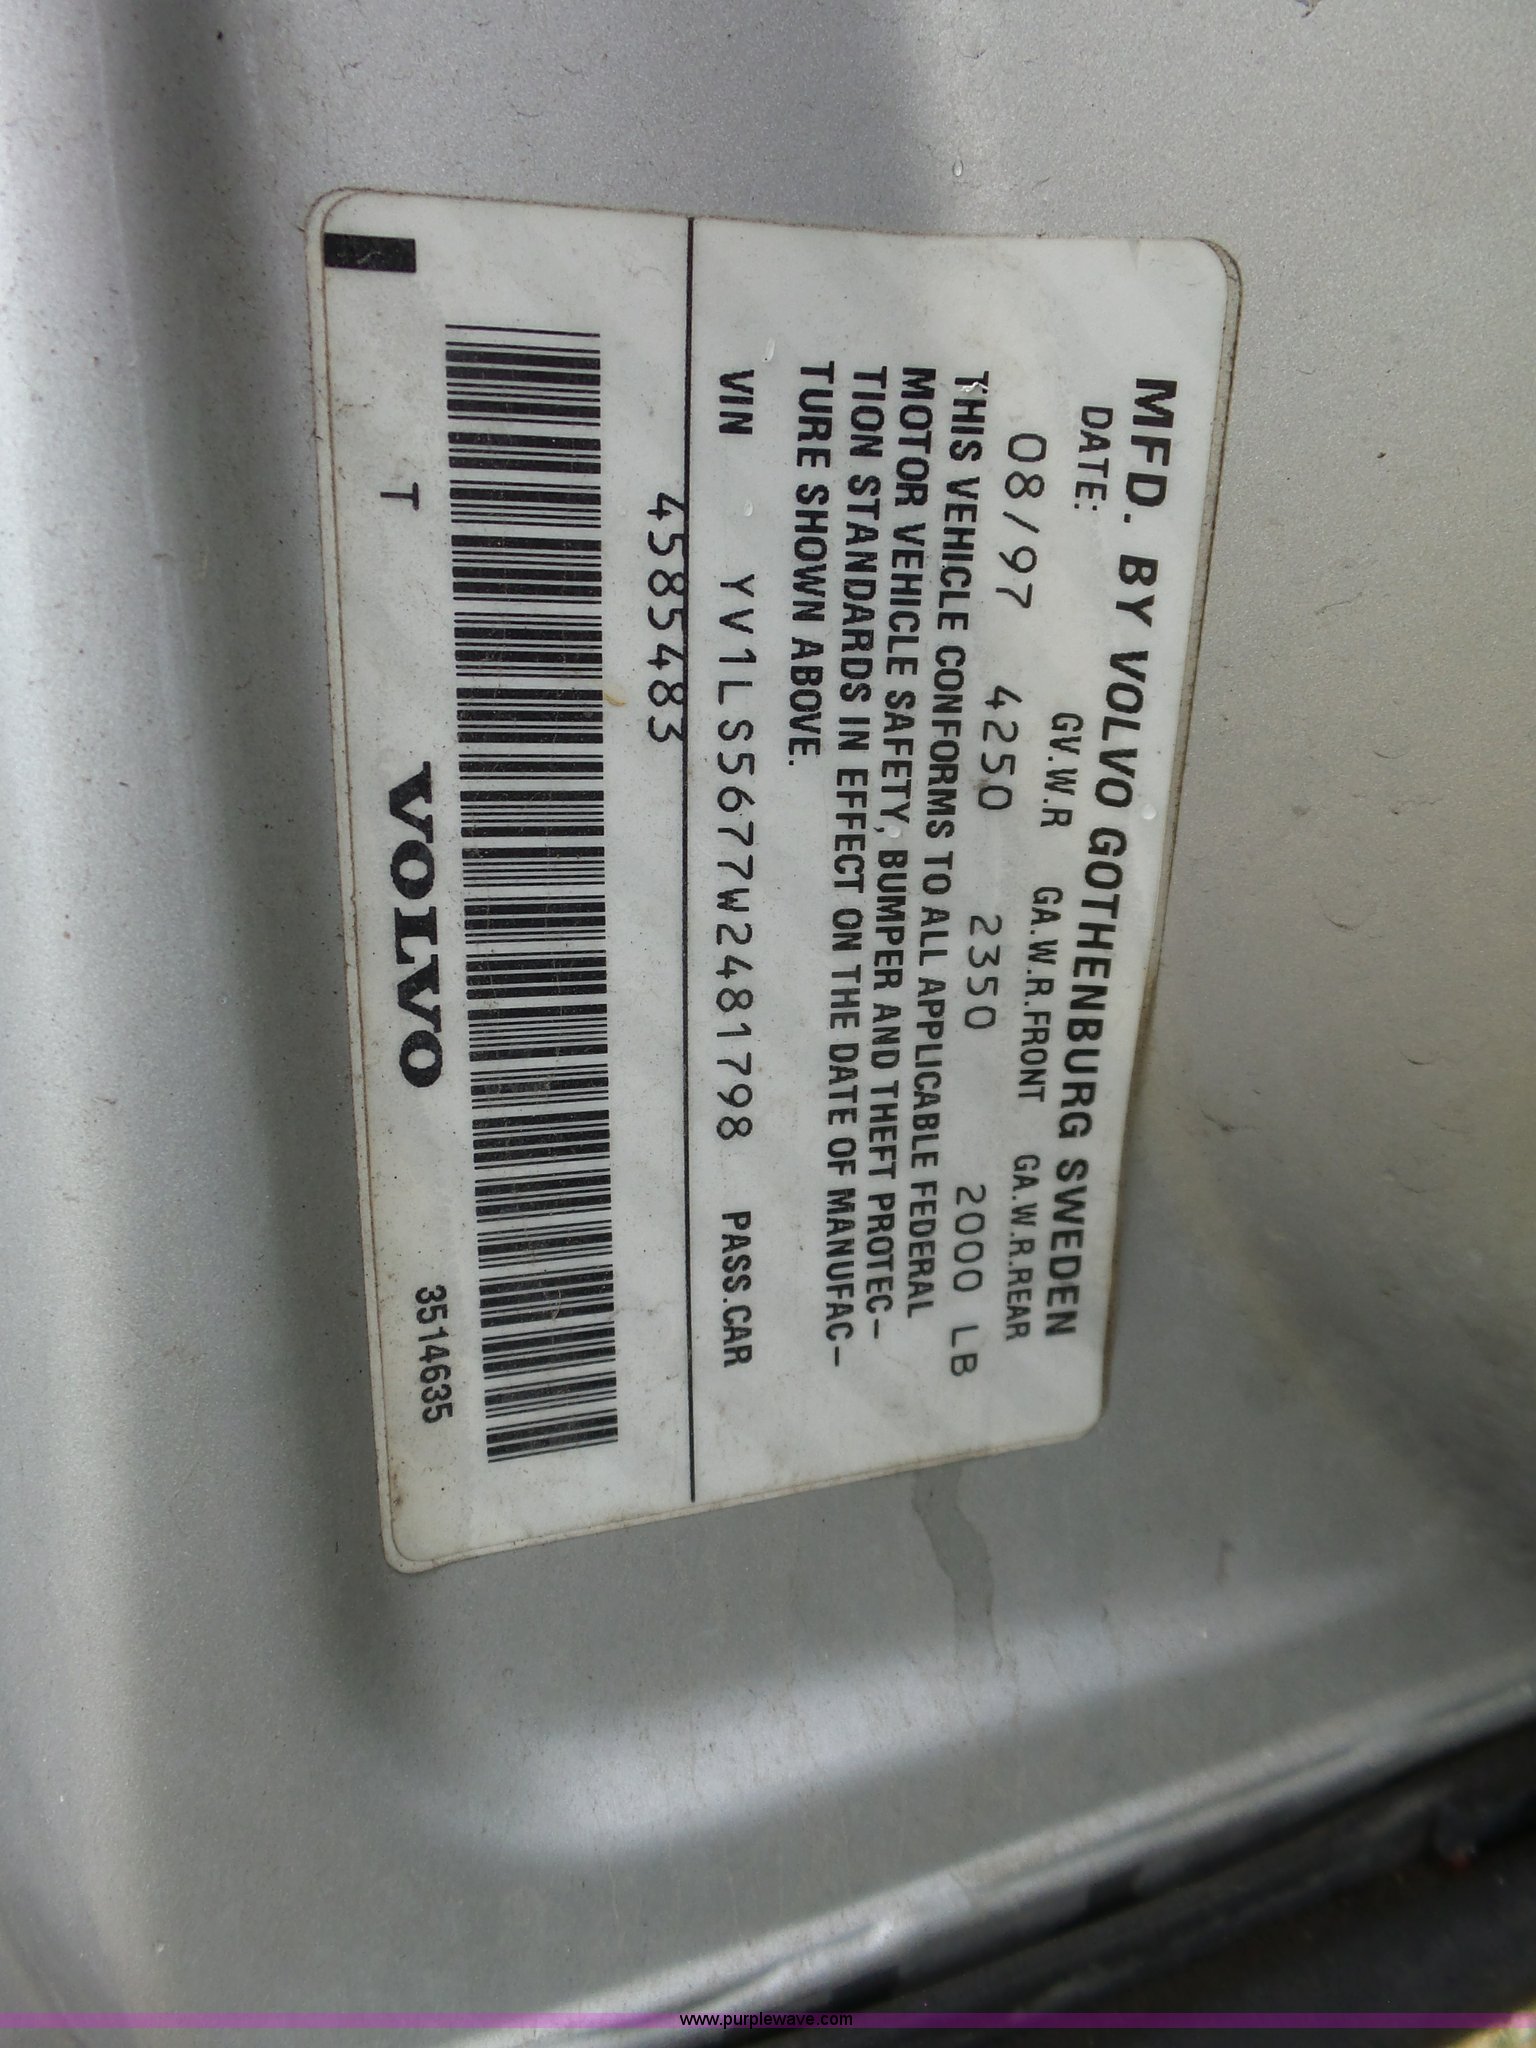 MFD. BY VOLVO GOTHENBURG SWEDEN
DATE: GV.W.R GA.W.R.FRONT GA.W.R.REAR
08/97 4250 2350 2000 LB
THIS VEHICLE CONFORMS TO ALL APPLICABLE FEDERAL
MOTOR VEHICLE SAFETY, BUMPER AND THEFT PROTEC-
TION STANDARDS IN EFFECT ON THE DATE OF MANUFAC-
TURE SHOWN ABOVE.
VIN YV1LS5677W2481798 PASS.CAR
4585483
T VOLVO 3514635
www.purplewave.com